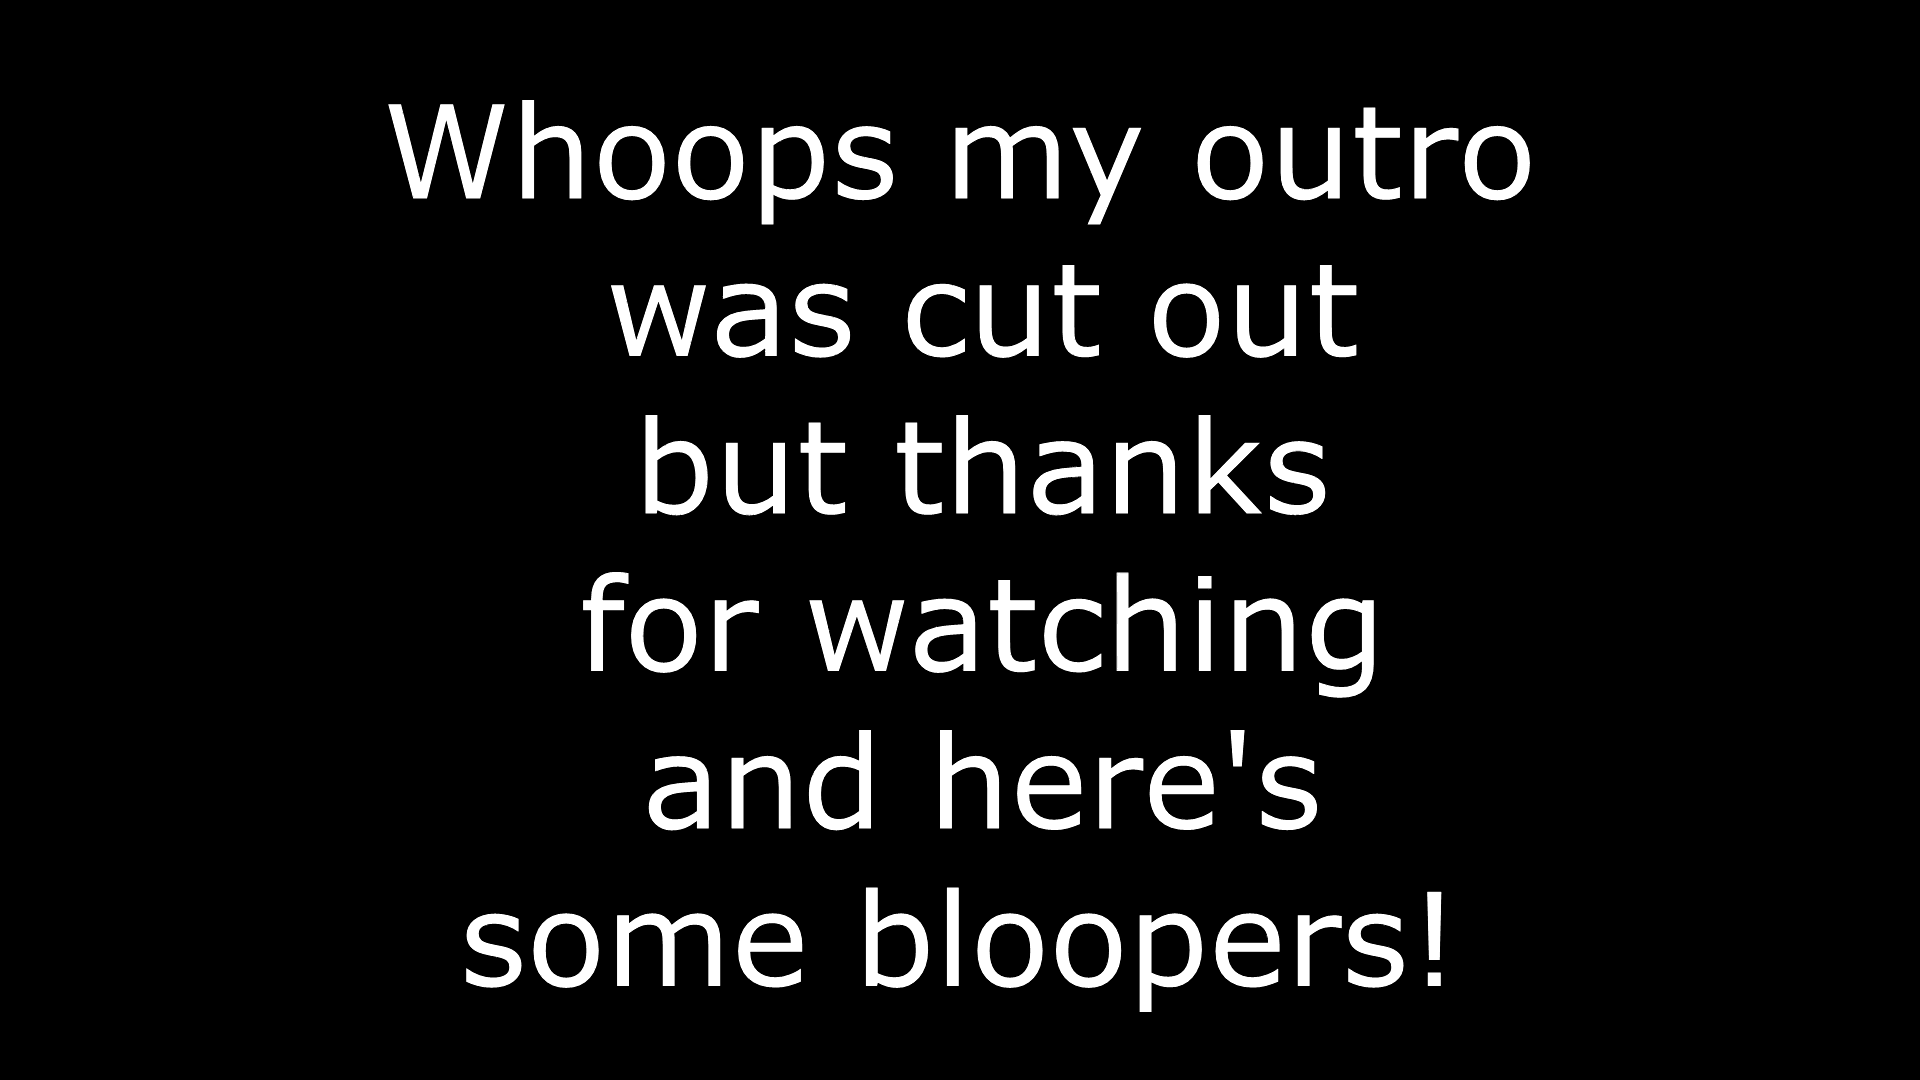 Whoops my outro
was cut out
but thanks
for watching
and here's
some bloopers!